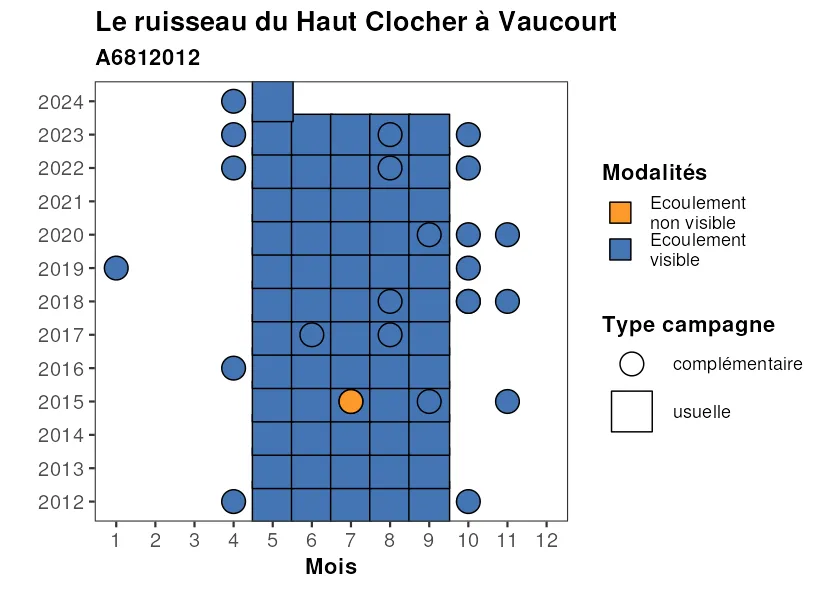 Le ruisseau du Haut Clocher à Vaucourt
A6812012
2024
2023
2022
2021
2020
2019
2018
2017
2016
2015
2014
2013
2012
1 2 3 4 5 6 7 8 9 10 11 12
Mois
Modalités
Ecoulement
non visible
Ecoulement
visible
Type campagne
complémentaire
usuelle